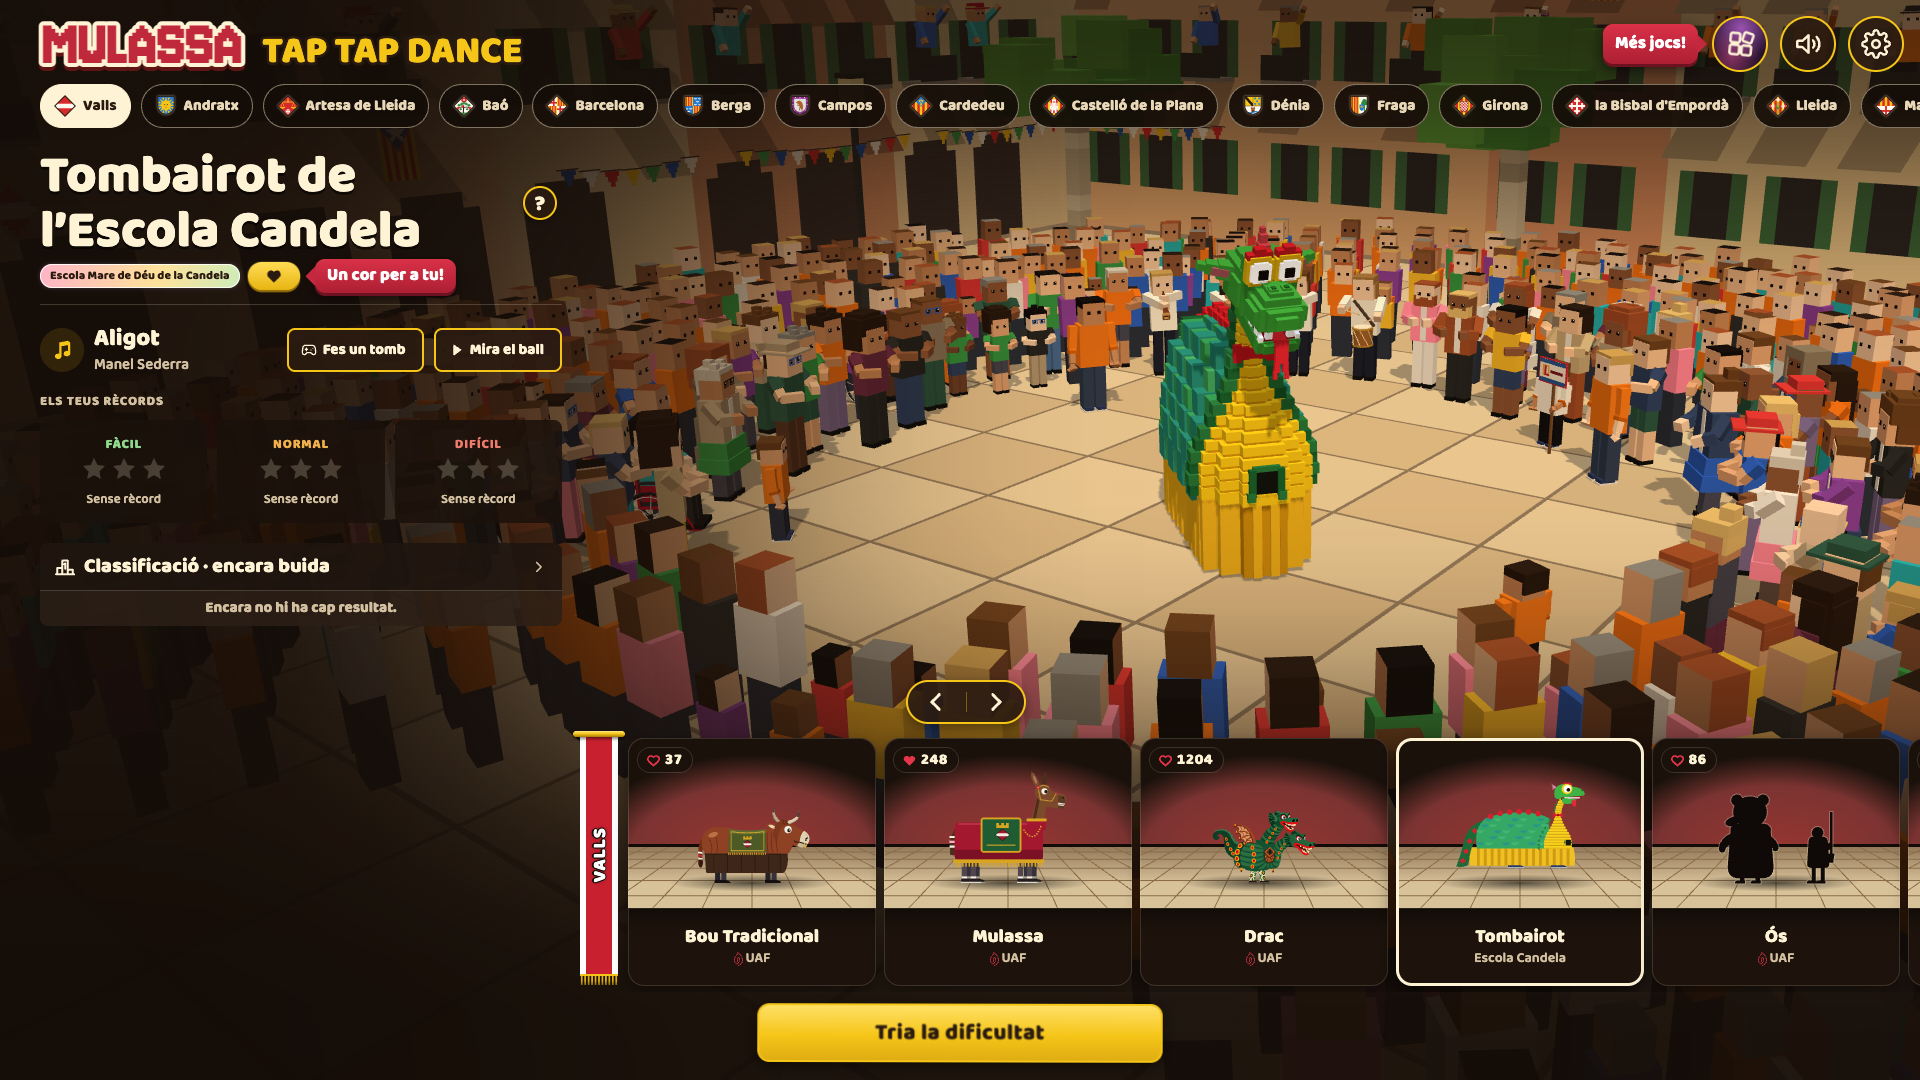 MULASSA TAP TAP DANCE
Més jocs!
Valls
Andratx
Artesa de Lleida
Baó
Barcelona
Berga
Campos
Cardedeu
Castelló de la Plana
Dénia
Fraga
Girona
la Bisbal d'Empordà
Lleida
Tombairot de
l'Escola Candela
?
Escola Mare de Déu de la Candela
Un cor per a tu!
Aligot
Manel Sederra
Fes un tomb
Mira el ball
ELS TEUS RÈCORDS
FÀCIL
NORMAL
DIFÍCIL
Sense rècord
Sense rècord
Sense rècord
Classificació · encara buida
Encara no hi ha cap resultat.
VALLS
37
Bou Tradicional
UAF
248
Mulassa
UAF
1204
Drac
UAF
Tombairot
Escola Candela
86
Ós
UAF
Tria la dificultat